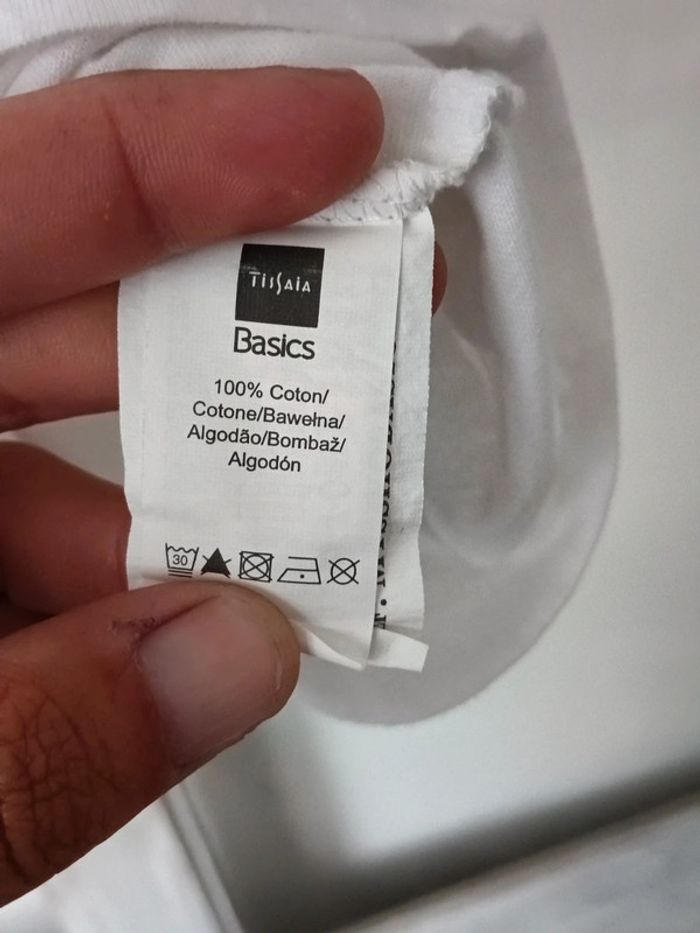 TISSAIA
Basics
100% Coton/
Cotone/Bawełna/
Algodão/Bombaž/
Algodón
30